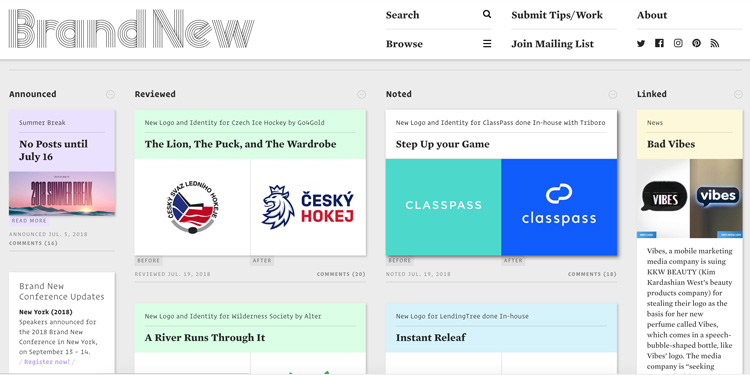 BrandNew
Search
Submit Tips/Work
About
Browse
Join Mailing List
Announced
Reviewed
Noted
Linked
Summer Break
No Posts until
July 16
2018 SUMMER BREAK
READ MORE
ANNOUNCED JUL. 3, 2018
COMMENTS (16)
Brand New
Conference Updates
New York (2018)
Speakers announced for
the 2018 Brand New
Conference in New York,
on September 13 – 14.
/ Register now! /
New Logo and Identity for Czech Ice Hockey by Go4Gold
The Lion, The Puck, and The Wardrobe
ČESKÝ SVAZ LEDNÍHO HOKEJE
ČESKÝ
HOKEJ
BEFORE
AFTER
REVIEWED JUL. 19, 2018
COMMENTS (20)
New Logo and Identity for Wilderness Society by Alter
A River Runs Through It
New Logo and Identity for ClassPass done In-house with Triboro
Step Up your Game
CLASSPASS
classpass
BEFORE
AFTER
NOTED JUL. 19, 2018
COMMENTS (18)
New Logo for LendingTree done In-house
Instant Releaf
News
Bad Vibes
VIBES
vibes
Vibes, a mobile marketing
media company is suing
KKW BEAUTY (Kim
Kardashian West's beauty
products company) for
stealing their logo as the
basis for her new
perfume called Vibes,
which comes in a speech-
bubble-shaped bottle, like
Vibes' logo. The media
company is "seeking